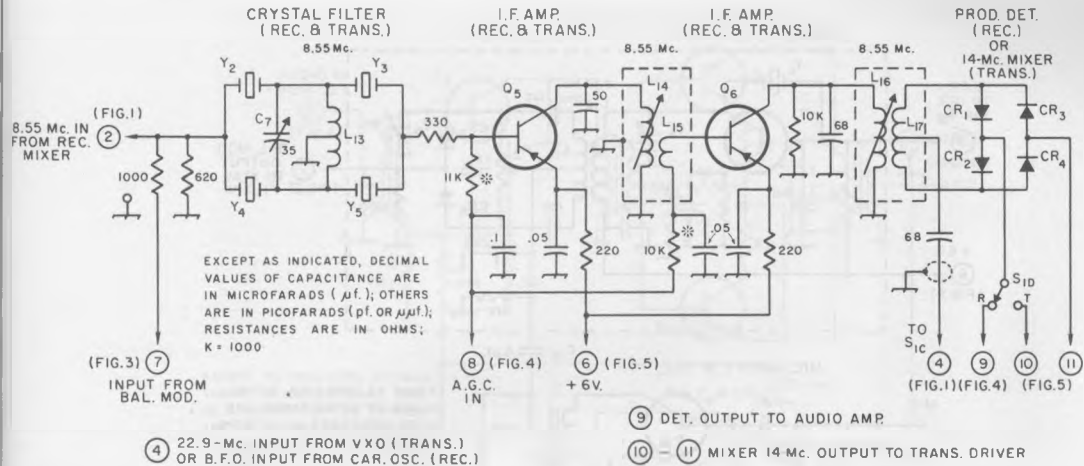 CRYSTAL FILTER
(REC. & TRANS.)
8.55 Mc.
I.F. AMP.
(REC. & TRANS.)
I.F. AMP.
(REC. & TRANS.)
PROD. DET.
(REC.)
OR
14-Mc. MIXER
(TRANS.)
8.55 Mc.
8.55 Mc.
Y2
Y3
Q5
50
L14
Q6
L16
(FIG.1)
2
8.55 Mc. IN
FROM REC.
MIXER
C7
35
L13
330
L15
10K
68
L17
CR1
CR3
CR2
CR4
1000
620
Y4
Y5
11K
※
.1
.05
220
10K
※
.05
220
68
S1D
R
T
EXCEPT AS INDICATED, DECIMAL
VALUES OF CAPACITANCE ARE
IN MICROFARADS (µf.); OTHERS
ARE IN PICOFARADS (pf. OR µµf.);
RESISTANCES ARE IN OHMS;
K = 1000
TO
S1C
(FIG.3) 7
INPUT FROM
BAL. MOD.
8 (FIG.4)
A.G.C.
IN
6 (FIG.5)
+6V.
4 9 10 11
(FIG.1) (FIG.4) (FIG.5)
9 DET. OUTPUT TO AUDIO AMP.
4 22.9-Mc. INPUT FROM VXO (TRANS.)
OR B.F.O. INPUT FROM CAR. OSC. (REC.)
10 - 11 MIXER 14 Mc. OUTPUT TO TRANS. DRIVER